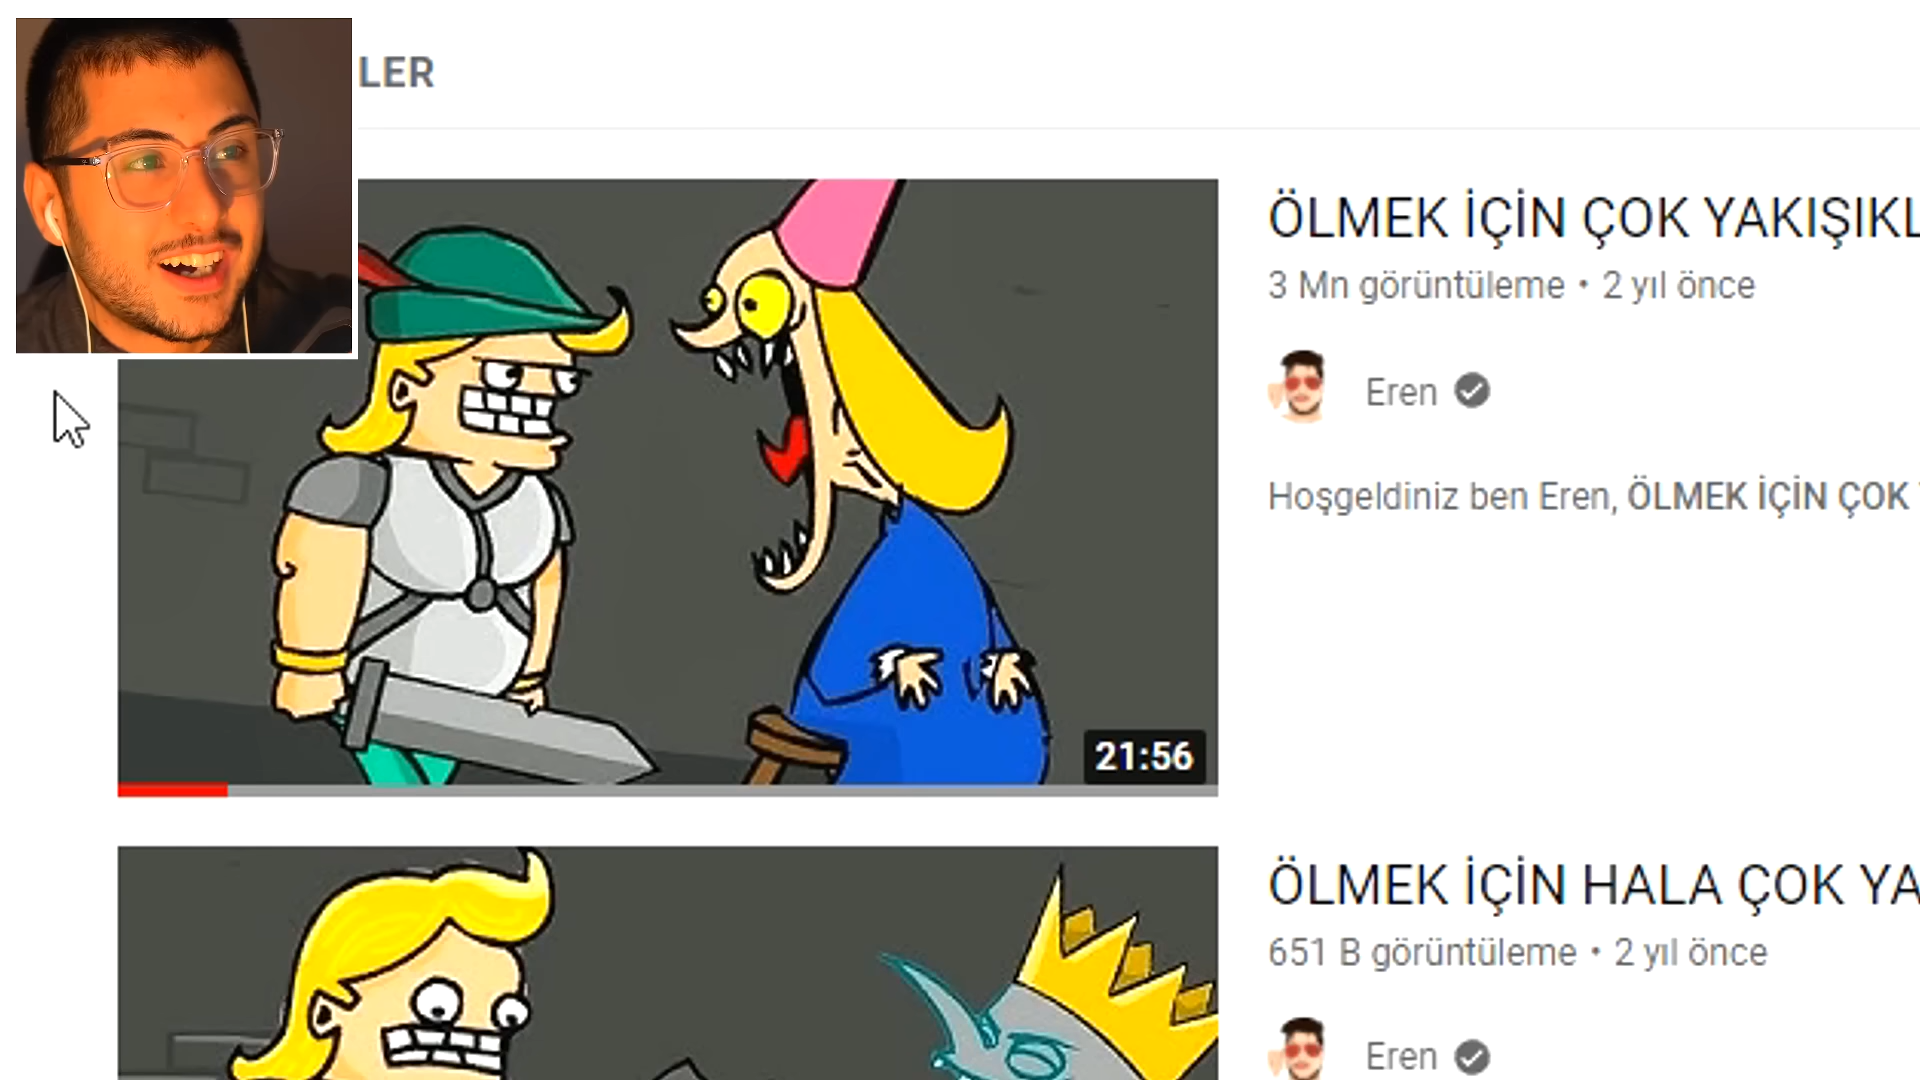 LER
ÖLMEK İÇİN ÇOK YAKIŞIKL
3 Mn görüntüleme • 2 yıl önce
Eren
Hoşgeldiniz ben Eren, ÖLMEK İÇİN ÇOK
21:56
ÖLMEK İÇİN HALA ÇOK YA
651 B görüntüleme • 2 yıl önce
Eren